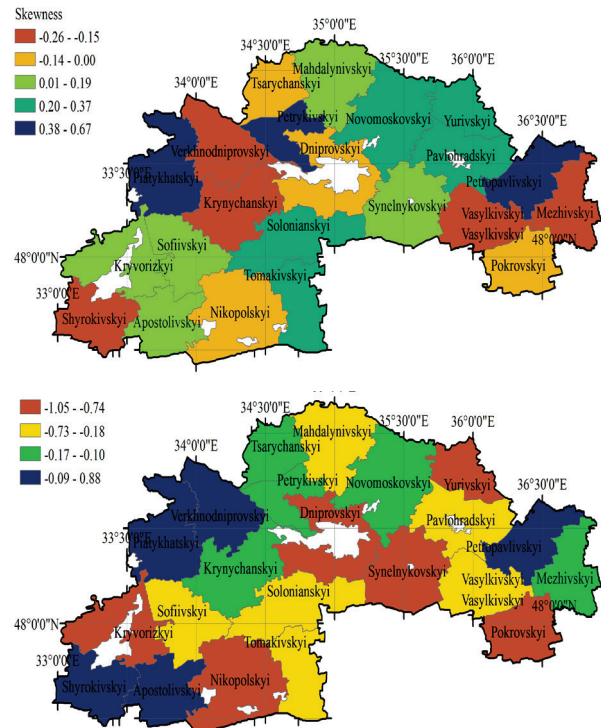 Skewness
-0.26 - -0.15
-0.14 - 0.00
0.01 - 0.19
0.20 - 0.37
0.38 - 0.67
35°0'0"E
34°30'0"E
35°30'0"E
34°0'0"E
36°0'0"E
36°30'0"E
Mahdalynivskyi
Tsarychanskyi
Petrykivskyi
Novomoskovskyi
Yurivskyi
Verkhnodniprovskyi
Dniprovskyi
Pavlohradskyi
33°30'0"E
Piatykhatskyi
Petropavlivskyi
Krynychanskyi
Synelnykovskyi
Vasylkivskyi
Mezhivskyi
Solonianskyi
Vasylkivskyi
48°0'0"N
Sofiivskyi
48°0'0"N
Kryvorizkyi
Tomakivskyi
Pokrovskyi
33°0'0"E
Shyrokivskyi
Apostolivskyi
Nikopolskyi
-1.05 - -0.74
-0.73 - -0.18
-0.17 - -0.10
-0.09 - 0.88
35°0'0"E
34°30'0"E
35°30'0"E
34°0'0"E
36°0'0"E
36°30'0"E
Mahdalynivskyi
Tsarychanskyi
Petrykivskyi
Novomoskovskyi
Yurivskyi
Verkhnodniprovskyi
Dniprovskyi
Pavlohradskyi
33°30'0"E
Piatykhatskyi
Petropavlivskyi
Krynychanskyi
Synelnykovskyi
Vasylkivskyi
Mezhivskyi
Solonianskyi
Vasylkivskyi
48°0'0"N
Sofiivskyi
48°0'0"N
Kryvorizkyi
Tomakivskyi
Pokrovskyi
33°0'0"E
Shyrokivskyi
Apostolivskyi
Nikopolskyi